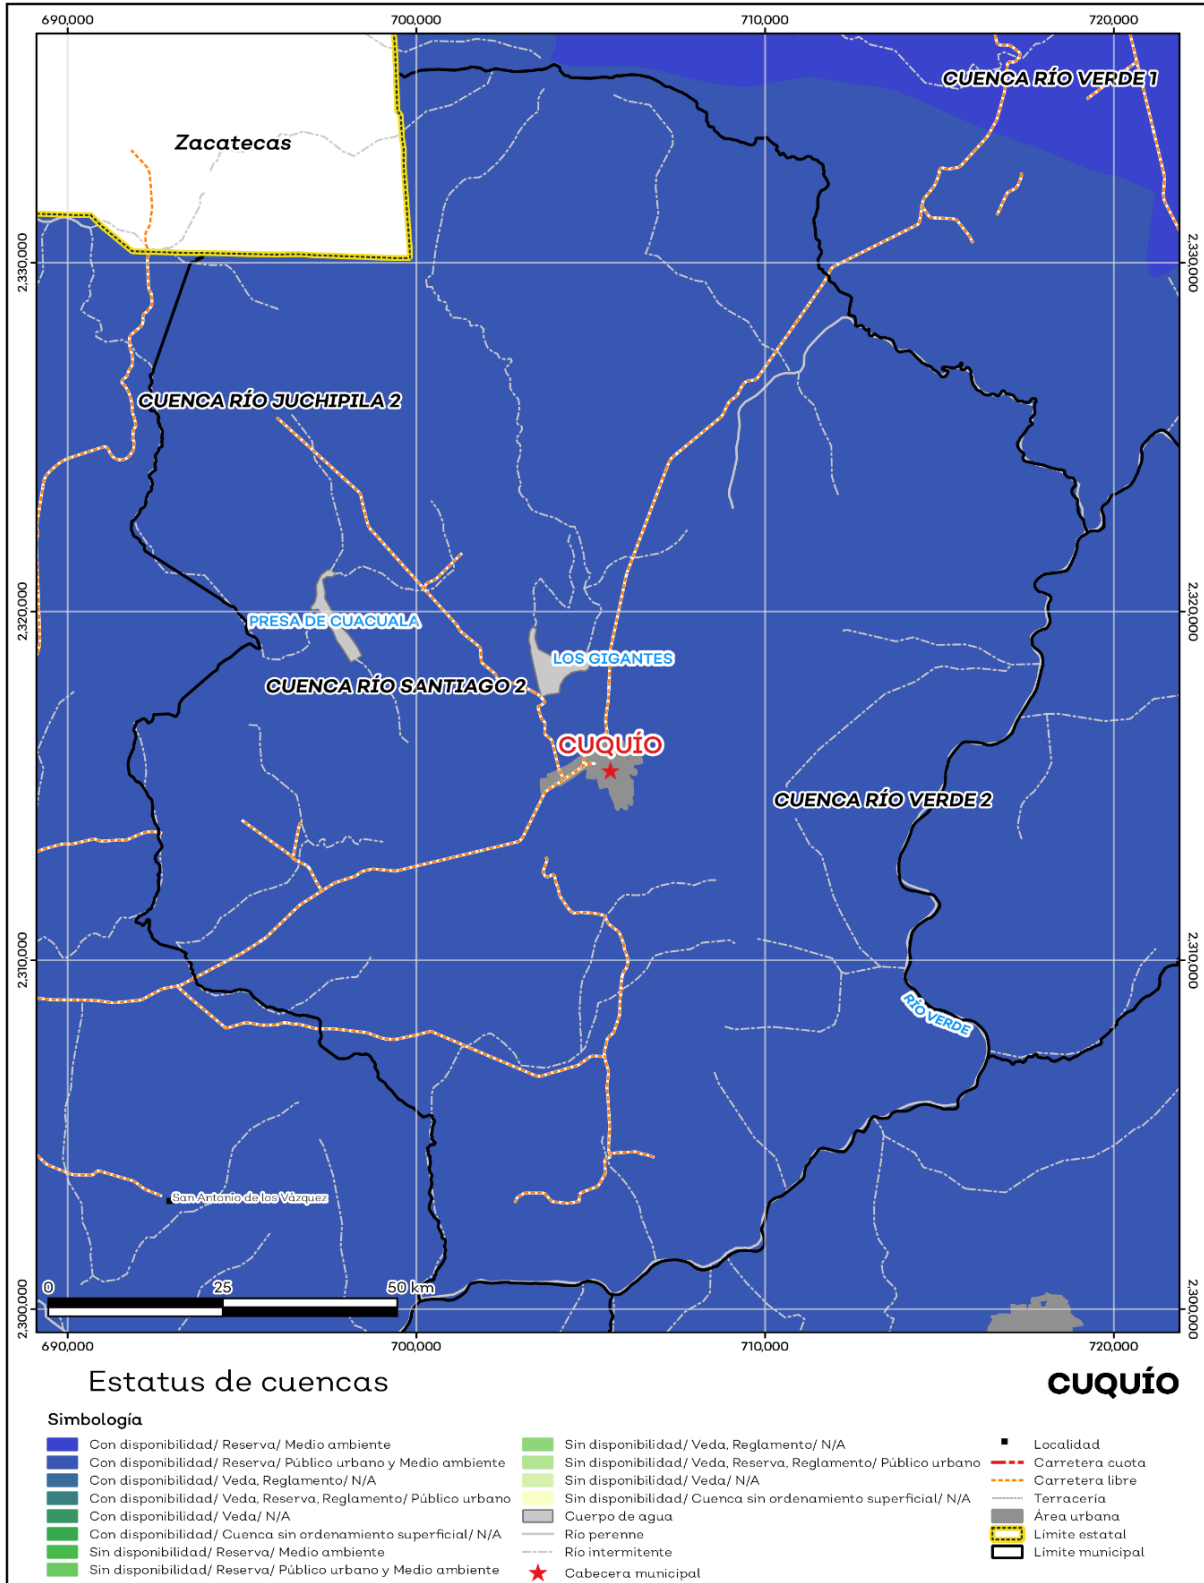 690,000
700,000
710,000
720,000
CUENCA RÍO VERDE 1
Zacatecas
2,330,000
2,330,000
CUENCA RÍO JUCHIPILA 2
2,320,000
2,320,000
PRESA DE CUACUALA
LOS GIGANTES
CUENCA RÍO SANTIAGO 2
CUQUÍO
CUENCA RÍO VERDE 2
2,310,000
2,310,000
RÍO VERDE
San Antonio de los Vázquez
0
25
50 km
2,300,000
2,300,000
690,000
700,000
710,000
720,000
Estatus de cuencas
CUQUÍO
Simbología
Con disponibilidad/ Reserva/ Medio ambiente
Con disponibilidad/ Reserva/ Público urbano y Medio ambiente
Con disponibilidad/ Veda, Reglamento/ N/A
Con disponibilidad/ Veda, Reserva, Reglamento/ Público urbano
Con disponibilidad/ Veda/ N/A
Con disponibilidad/ Cuenca sin ordenamiento superficial/ N/A
Sin disponibilidad/ Reserva/ Medio ambiente
Sin disponibilidad/ Reserva/ Público urbano y Medio ambiente
Sin disponibilidad/ Veda, Reglamento/ N/A
Sin disponibilidad/ Veda, Reserva, Reglamento/ Público urbano
Sin disponibilidad/ Veda/ N/A
Sin disponibilidad/ Cuenca sin ordenamiento superficial/ N/A
Cuerpo de agua
Río perenne
Río intermitente
Cabecera municipal
Localidad
Carretera cuota
Carretera libre
Terracería
Área urbana
Límite estatal
Límite municipal